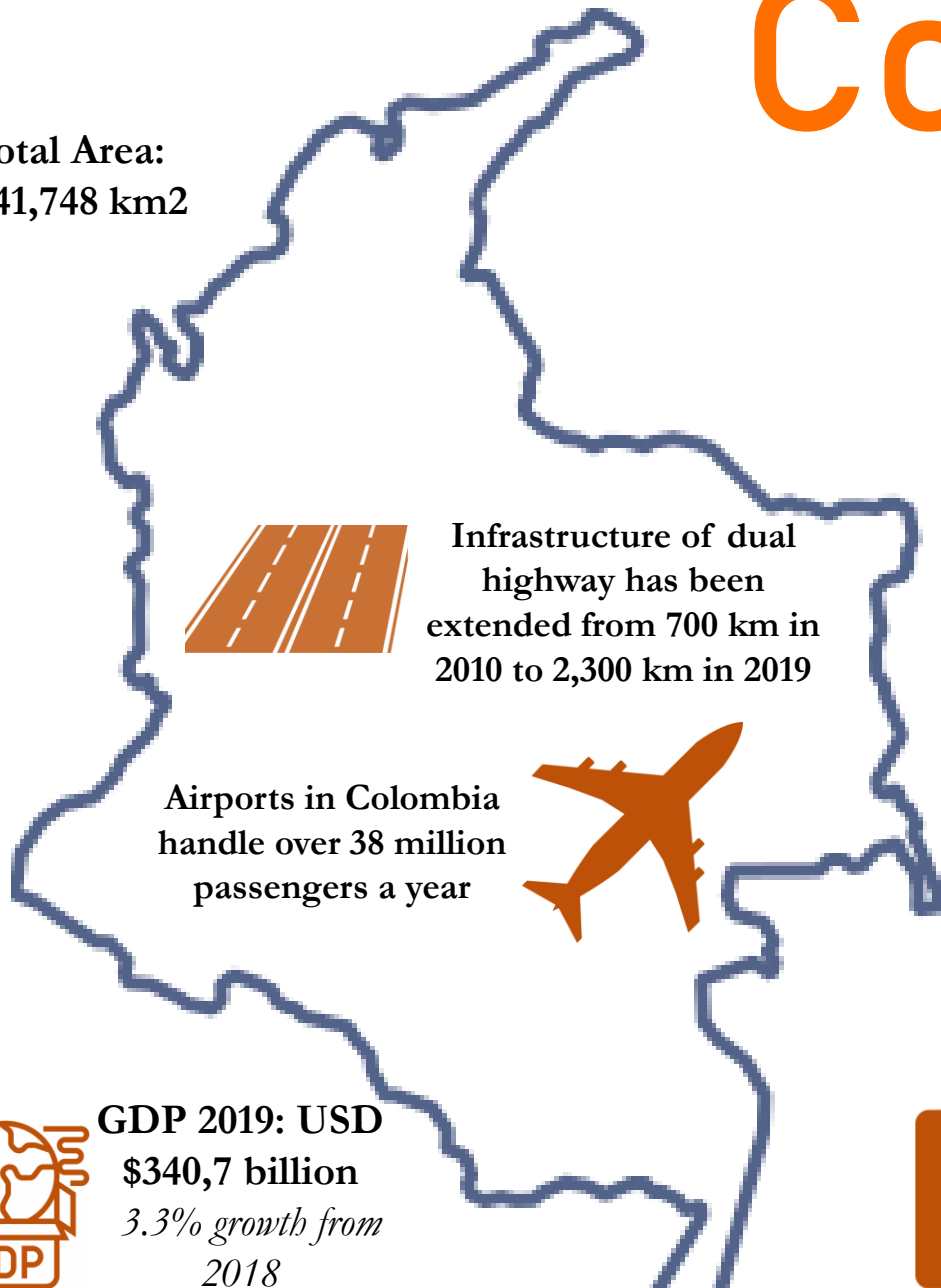 Co
otal Area:
41,748 km2
Infrastructure of dual
highway has been
extended from 700 km in
2010 to 2,300 km in 2019
Airports in Colombia
handle over 38 million
passengers a year
GDP 2019: USD
$340,7 billion
3.3% growth from
2018
DP